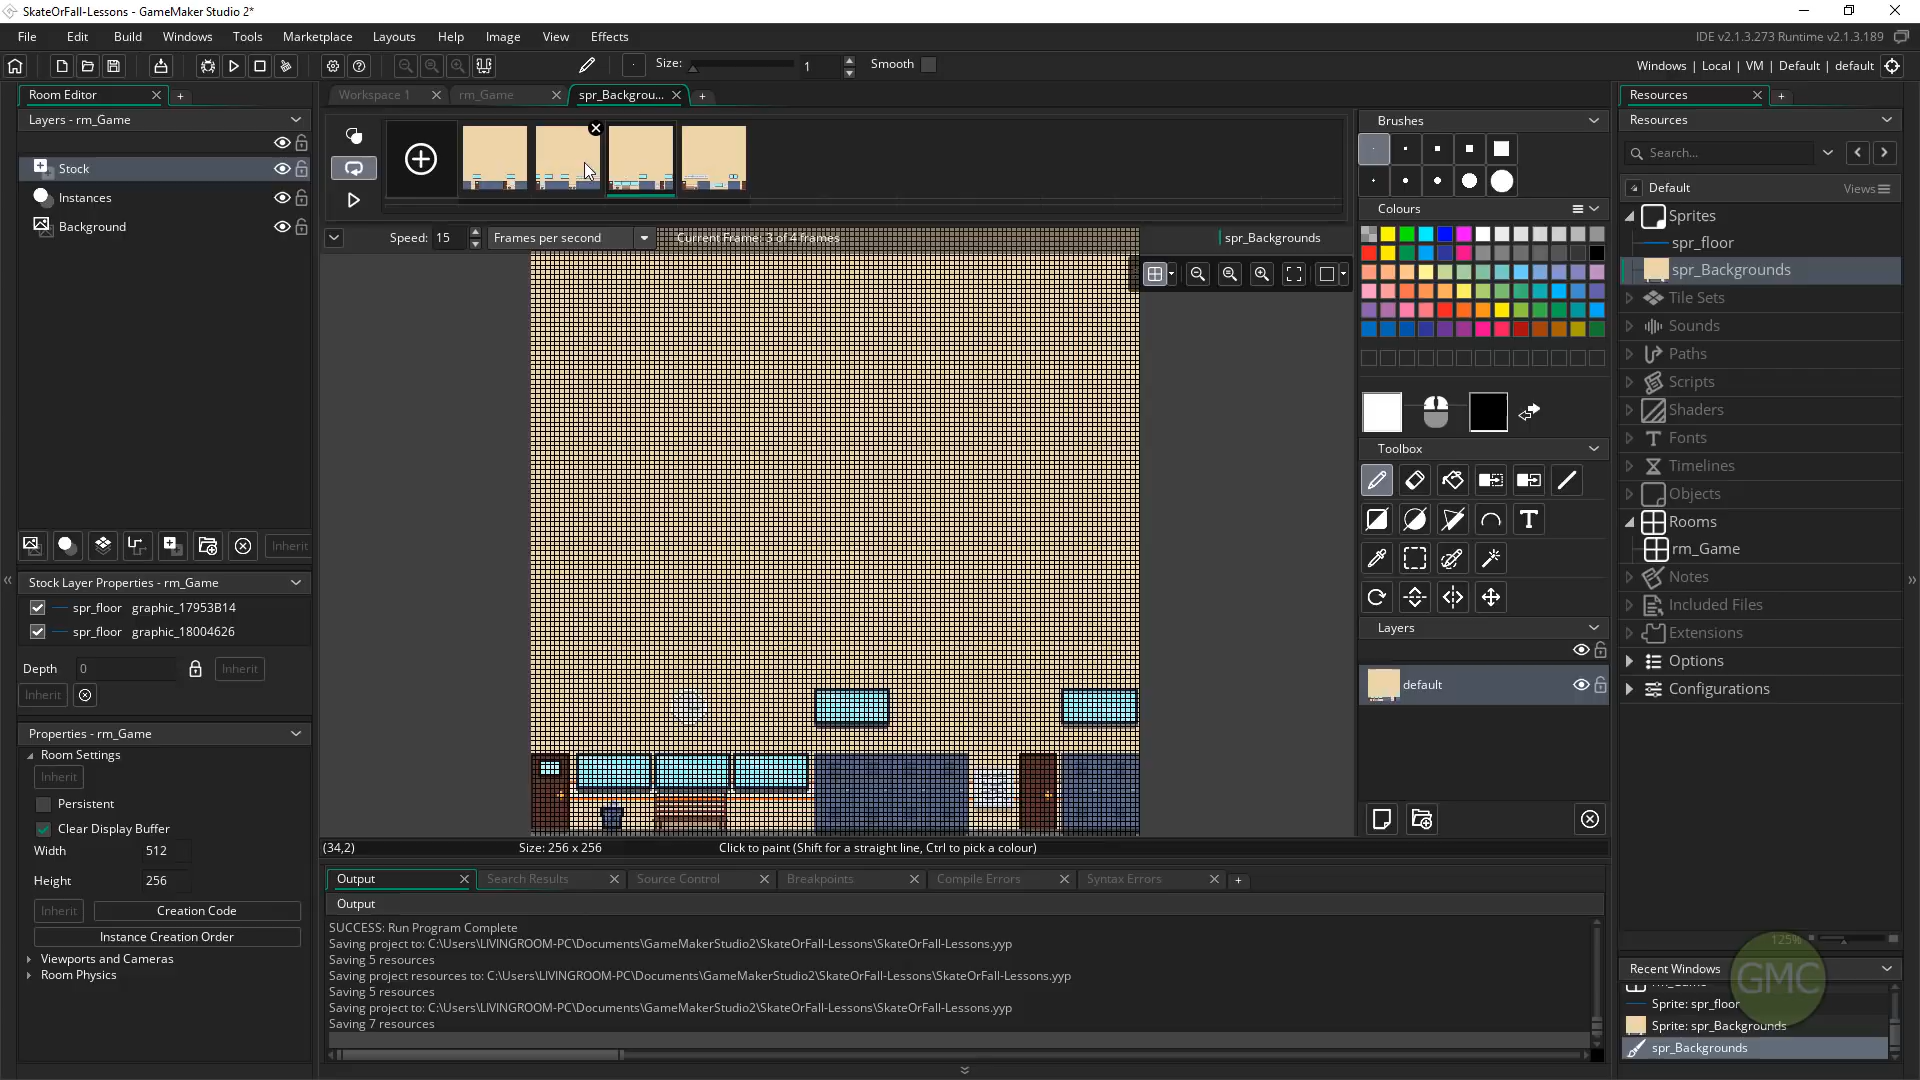 SkateOrFall-Lessons - GameMaker Studio 2*
File Edit Build Windows Tools Marketplace Layouts Help Image View Effects
IDE v2.1.3.273 Runtime v2.1.3.189
Size: 1 Smooth
Windows | Local | VM | Default | default
Room Editor
Workspace 1
rm_Game
spr_Backgrou...
Resources
Layers - rm_Game
Stock
Instances
Background
Inherit
Stock Layer Properties - rm_Game
spr_floor graphic_17953B14
spr_floor graphic_18004626
Depth 0 Inherit
Inherit
Properties - rm_Game
Room Settings
Inherit
Persistent
Clear Display Buffer
Width 512
Height 256
Inherit Creation Code
Instance Creation Order
Viewports and Cameras
Room Physics
Speed: 15 Frames per second Current Frame: 3 of 4 frames spr_Backgrounds
(34,2) Size: 256 x 256 Click to paint (Shift for a straight line, Ctrl to pick a colour)
Output Search Results Source Control Breakpoints Compile Errors Syntax Errors
Output
SUCCESS: Run Program Complete
Saving project to: C:\Users\LIVINGROOM-PC\Documents\GameMakerStudio2\SkateOrFall-Lessons\SkateOrFall-Lessons.yyp
Saving 5 resources
Saving project resources to: C:\Users\LIVINGROOM-PC\Documents\GameMakerStudio2\SkateOrFall-Lessons\SkateOrFall-Lessons.yyp
Saving 5 resources
Saving project to: C:\Users\LIVINGROOM-PC\Documents\GameMakerStudio2\SkateOrFall-Lessons\SkateOrFall-Lessons.yyp
Saving 7 resources
Brushes
Colours
Toolbox
T
Layers
default
Resources
Search...
Default Views
Sprites
spr_floor
spr_Backgrounds
Tile Sets
Sounds
Paths
Scripts
Shaders
Fonts
Timelines
Objects
Rooms
rm_Game
Notes
Included Files
Extensions
Options
Configurations
125%
Recent Windows
rm_Game
Sprite: spr_floor
Sprite: spr_Backgrounds
spr_Backgrounds
GMC